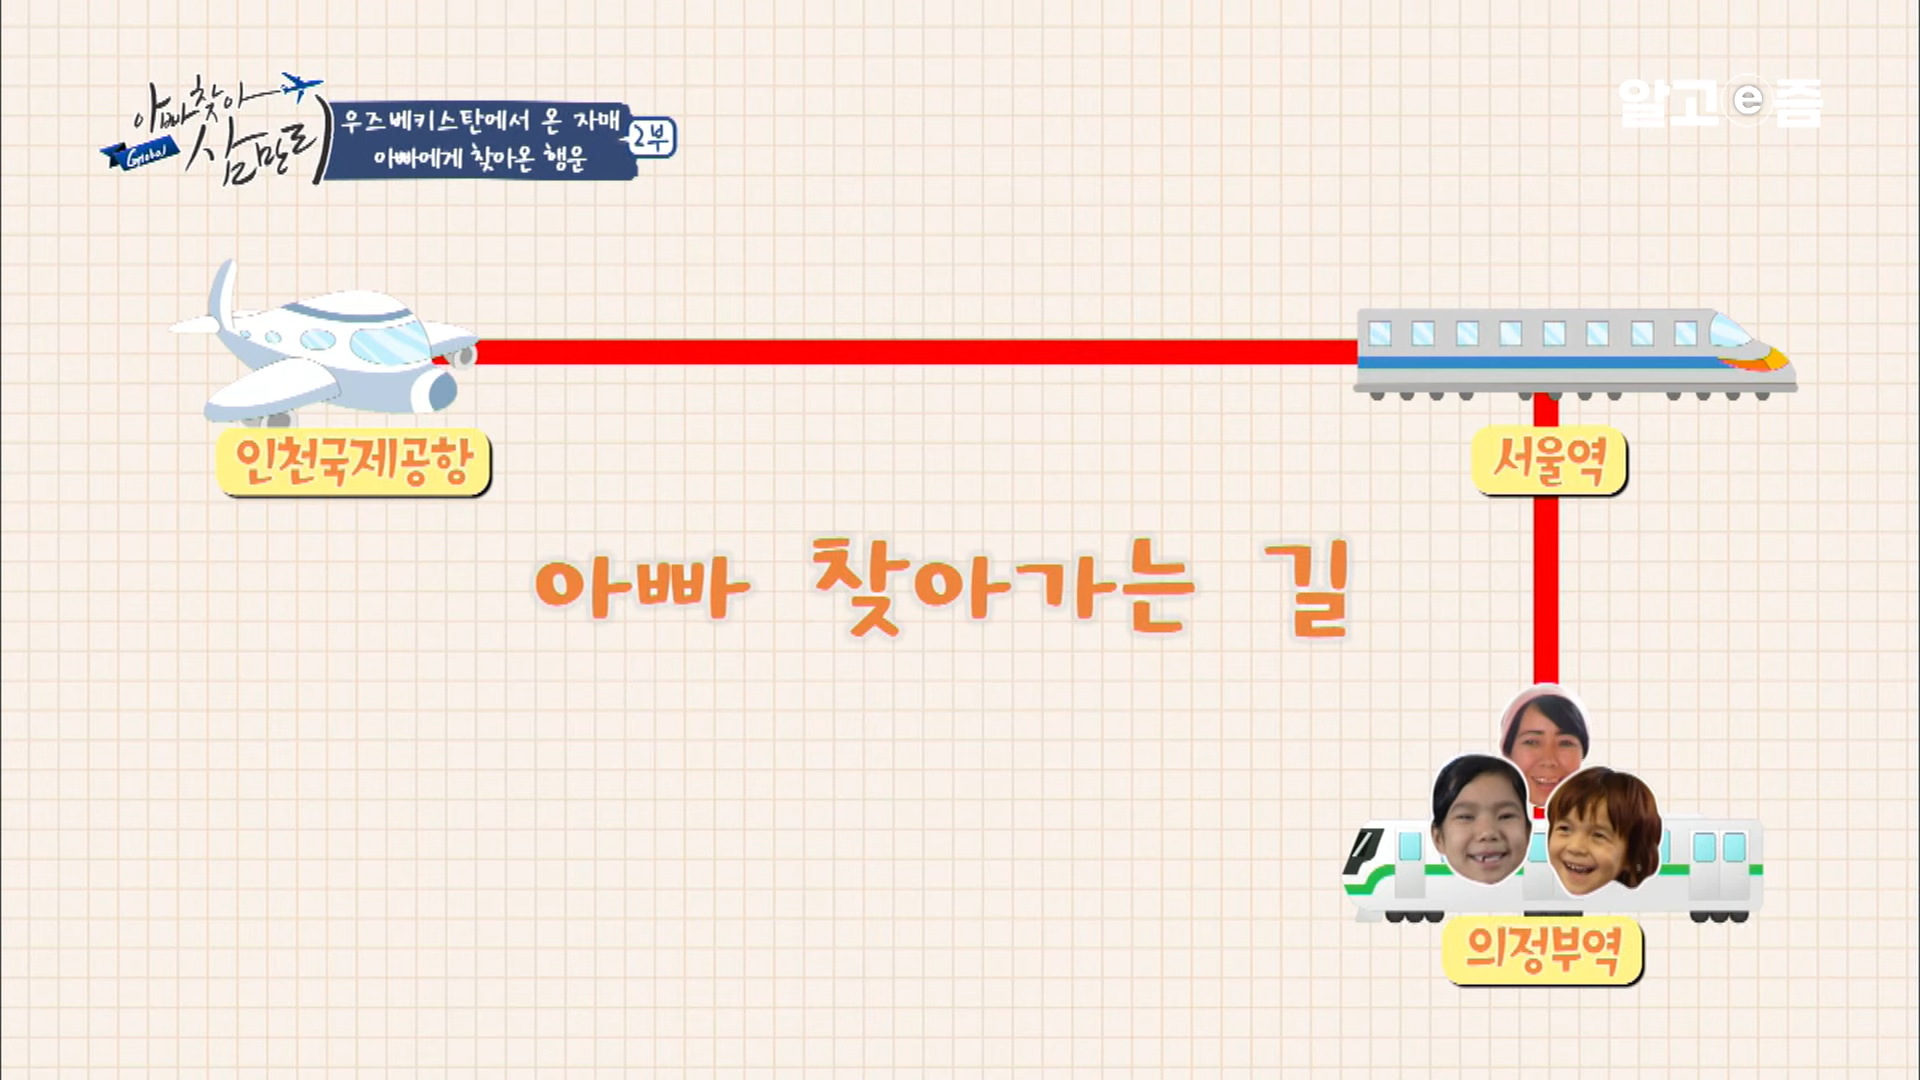 아빠 찾아
Global 삼만리
우즈베키스탄에서 온 자매
아빠에게 찾아온 행운
2부
알고e즘
인천국제공항
서울역
아빠 찾아가는 길
의정부역